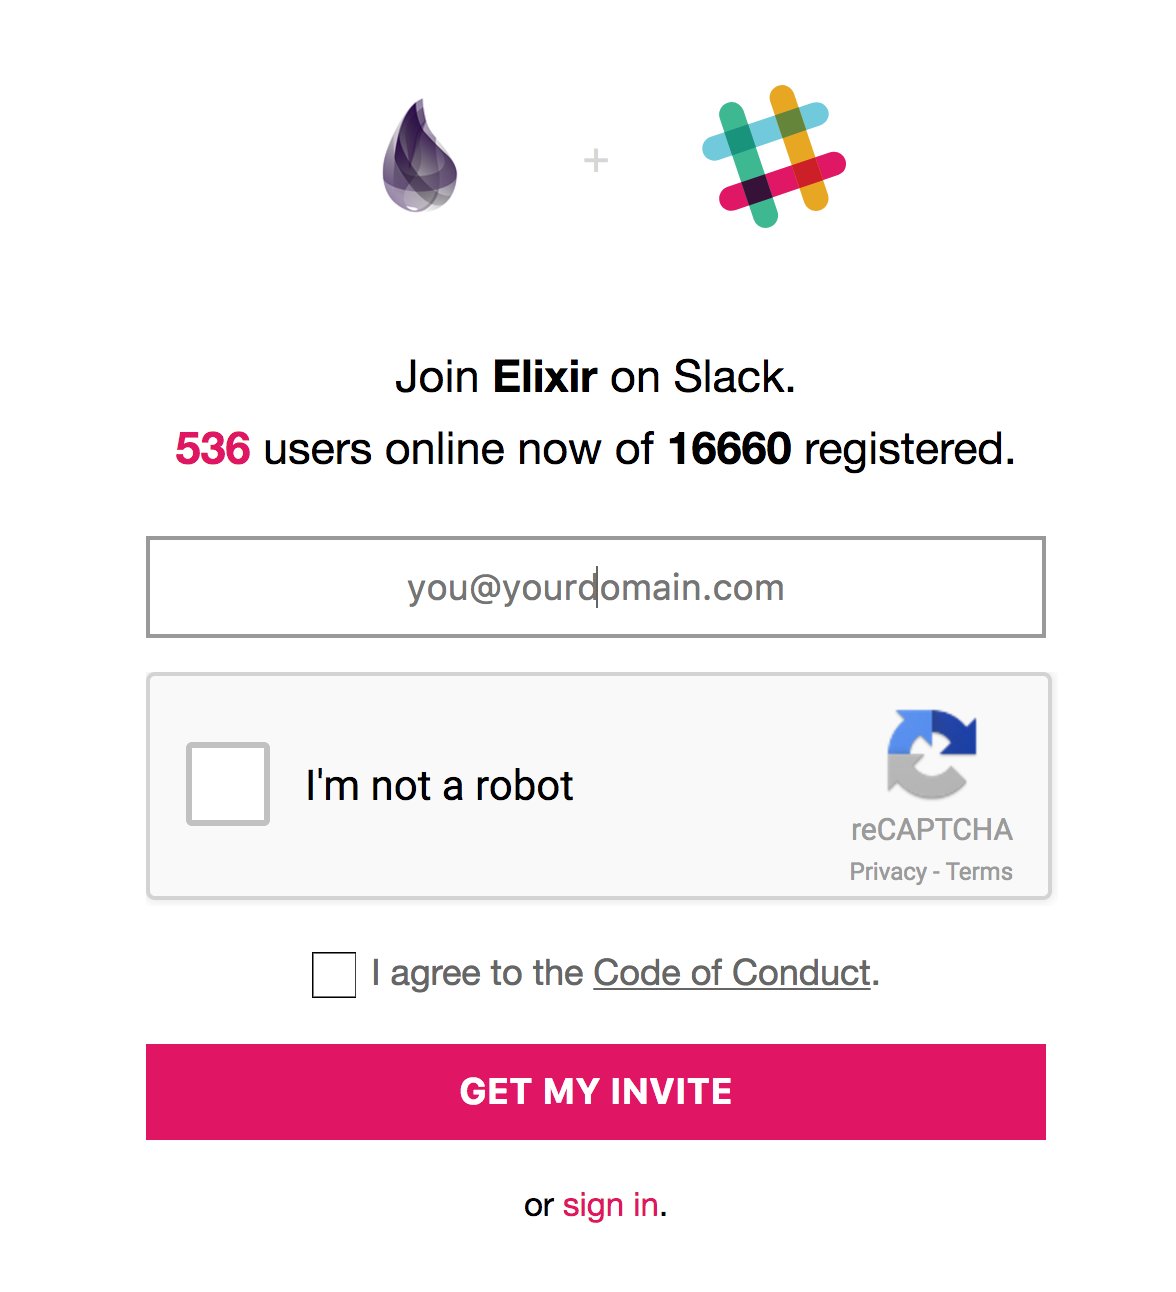 +
Join Elixir on Slack.
536 users online now of 16660 registered.
you@yourdomain.com
I'm not a robot
reCAPTCHA
Privacy - Terms
I agree to the Code of Conduct.
GET MY INVITE
or sign in.